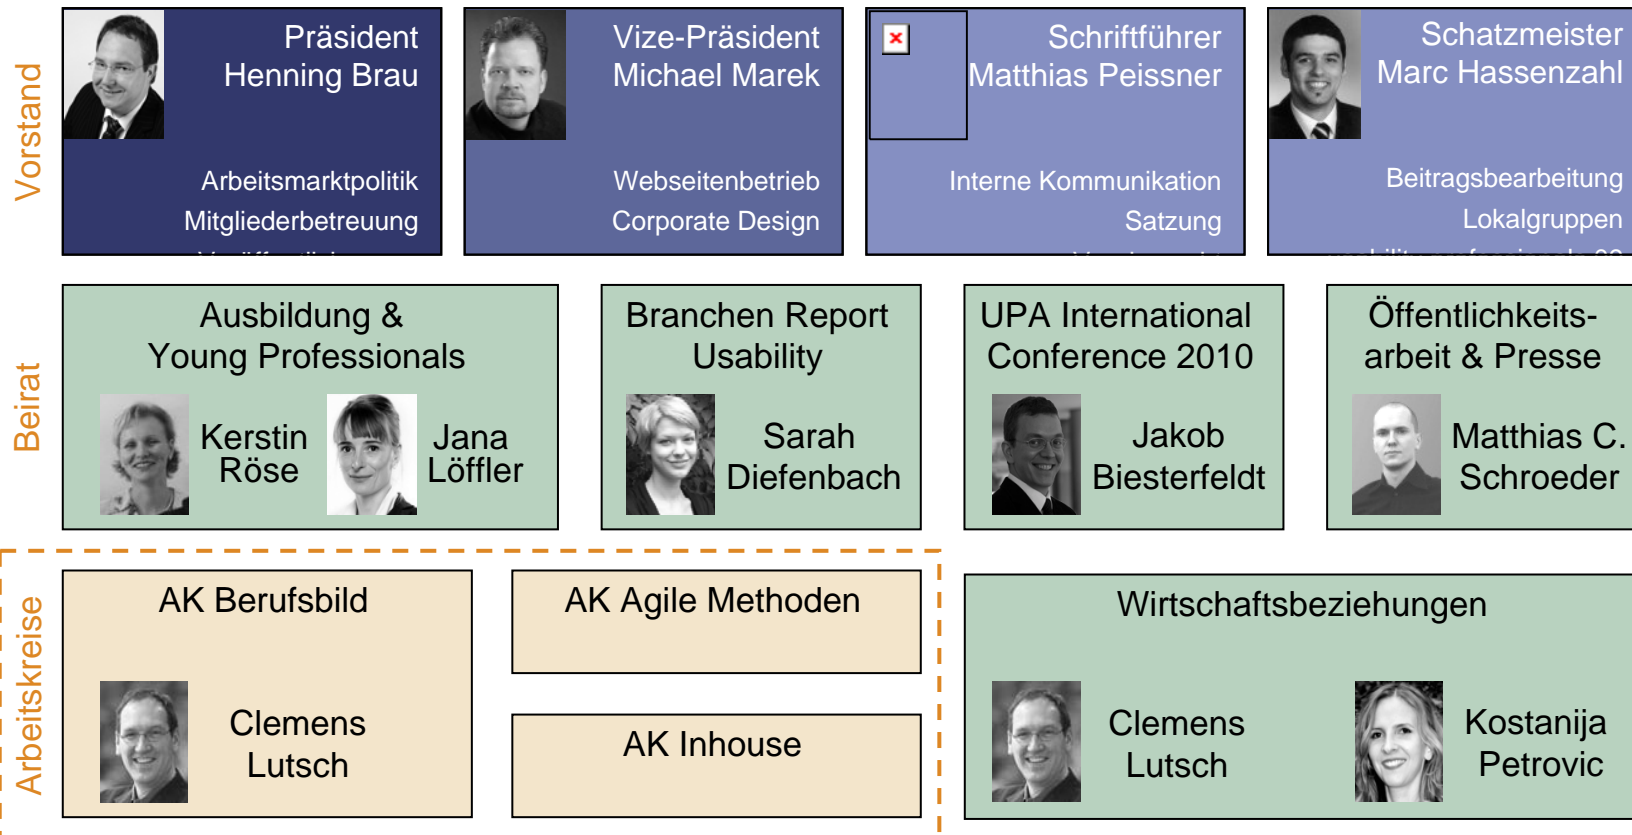 Vorstand
Präsident
Henning Brau
Arbeitsmarktpolitik
Mitgliederbetreuung
Vize-Präsident
Michael Marek
Webseitenbetrieb
Corporate Design
Schriftführer
Matthias Peissner
Interne Kommunikation
Satzung
Schatzmeister
Marc Hassenzahl
Beitragsbearbeitung
Lokalgruppen
Beirat
Ausbildung &
Young Professionals
Kerstin
Röse
Jana
Löffler
Branchen Report
Usability
Sarah
Diefenbach
UPA International
Conference 2010
Jakob
Biesterfeldt
Öffentlichkeits-
arbeit & Presse
Matthias C.
Schroeder
Arbeitskreise
AK Berufsbild
Clemens
Lutsch
AK Agile Methoden
AK Inhouse
Wirtschaftsbeziehungen
Clemens
Lutsch
Kostanija
Petrovic